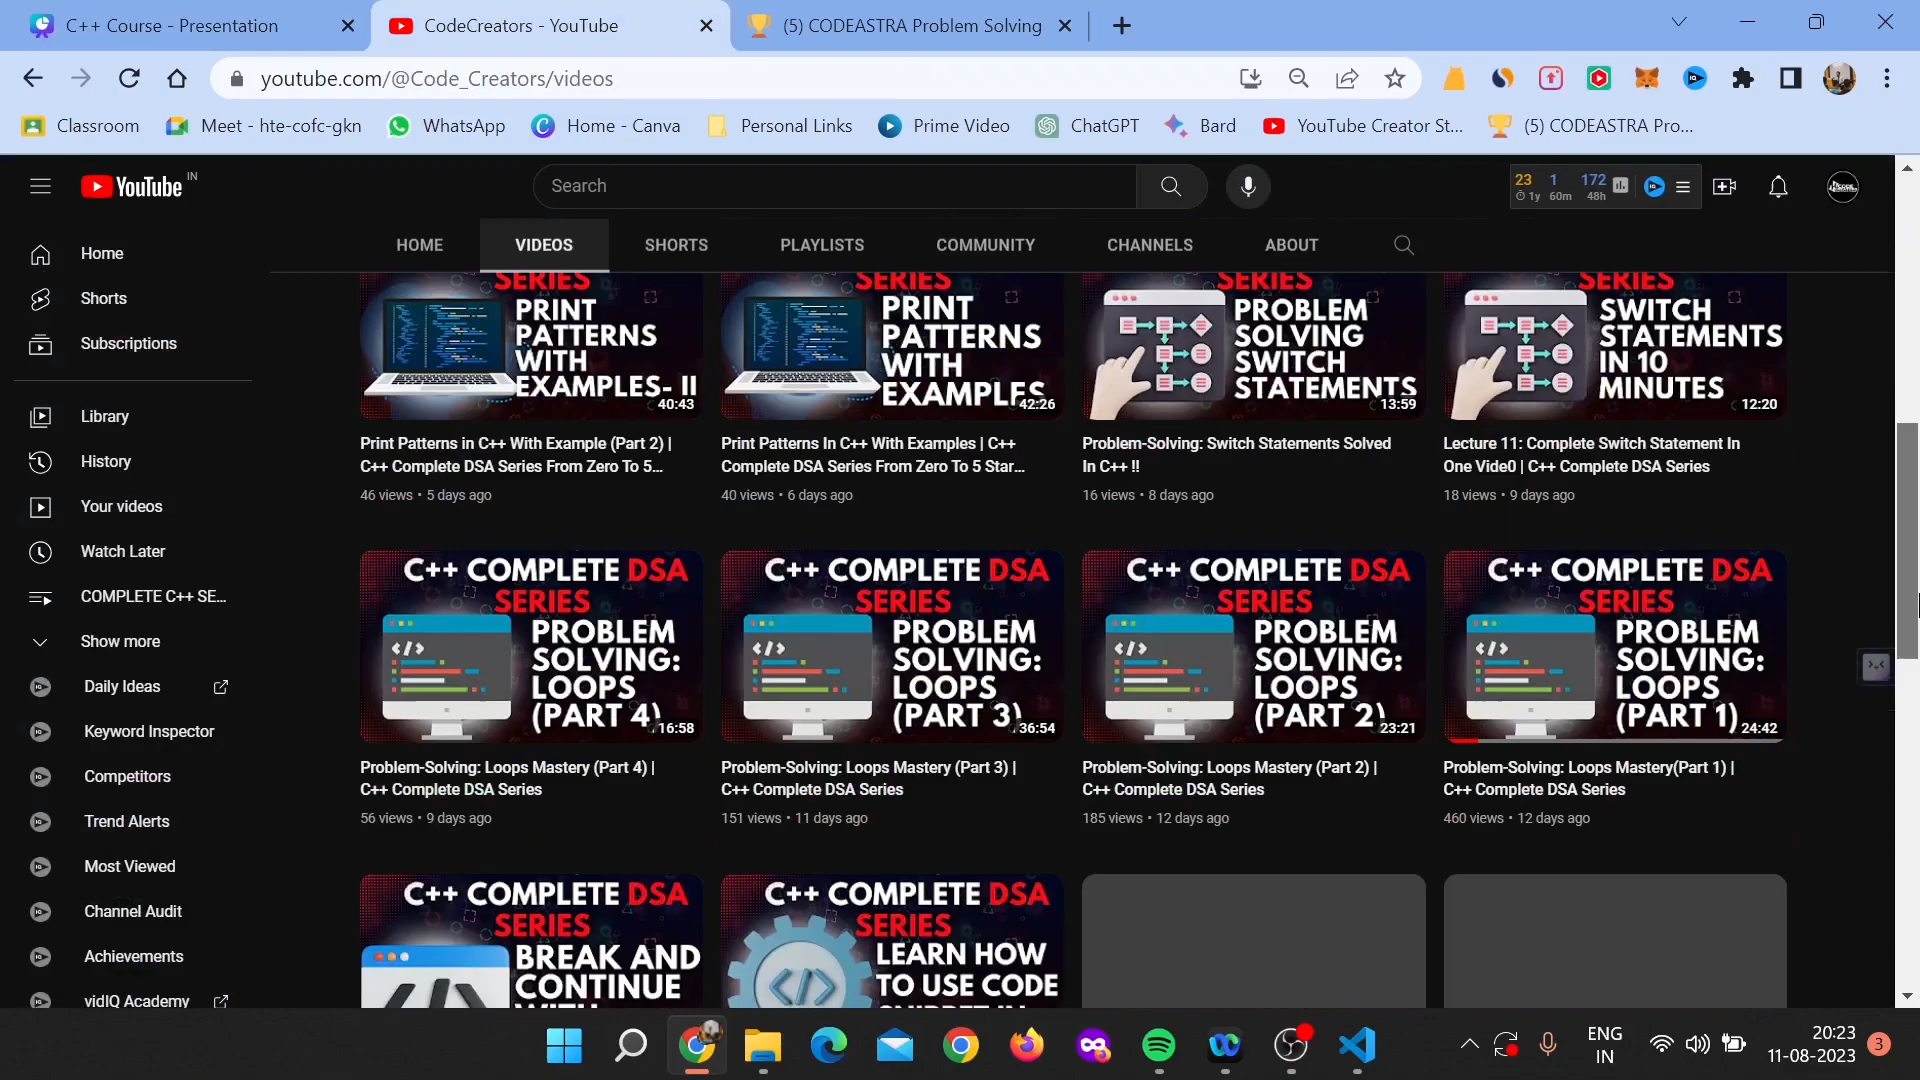 C++ Course - Presentation
CodeCreators - YouTube
(5) CODEASTRA Problem Solving
youtube.com/@Code_Creators/videos
Classroom
Meet - hte-cofc-gkn
WhatsApp
Home - Canva
Personal Links
Prime Video
ChatGPT
Bard
YouTube Creator St...
(5) CODEASTRA Pro...
YouTube IN
Search
23 1 172
1y 60m 48h
HOME
VIDEOS
SHORTS
PLAYLISTS
COMMUNITY
CHANNELS
ABOUT
Home
Shorts
Subscriptions
Library
History
Your videos
Watch Later
COMPLETE C++ SE...
Show more
Daily Ideas
Keyword Inspector
Competitors
Trend Alerts
Most Viewed
Channel Audit
Achievements
vidIQ Academy
SERIES
PRINT
PATTERNS
WITH
EXAMPLES- II
40:43
Print Patterns in C++ With Example (Part 2) |
C++ Complete DSA Series From Zero To 5...
46 views • 5 days ago
SERIES
PRINT
PATTERNS
WITH
EXAMPLES
42:26
Print Patterns In C++ With Examples | C++
Complete DSA Series From Zero To 5 Star...
40 views • 6 days ago
SERIES
PROBLEM
SOLVING
SWITCH
STATEMENTS
13:59
Problem-Solving: Switch Statements Solved
In C++ !!
16 views • 8 days ago
SERIES
SWITCH
STATEMENTS
IN 10
MINUTES
12:20
Lecture 11: Complete Switch Statement In
One Vide0 | C++ Complete DSA Series
18 views • 9 days ago
C++ COMPLETE DSA
SERIES
</>
PROBLEM
SOLVING:
LOOPS
(PART 4)
16:58
Problem-Solving: Loops Mastery (Part 4) |
C++ Complete DSA Series
56 views • 9 days ago
C++ COMPLETE DSA
SERIES
</>
PROBLEM
SOLVING:
LOOPS
(PART 3)
36:54
Problem-Solving: Loops Mastery (Part 3) |
C++ Complete DSA Series
151 views • 11 days ago
C++ COMPLETE DSA
SERIES
</>
PROBLEM
SOLVING:
LOOPS
(PART 2)
23:21
Problem-Solving: Loops Mastery (Part 2) |
C++ Complete DSA Series
185 views • 12 days ago
C++ COMPLETE DSA
SERIES
</>
PROBLEM
SOLVING:
LOOPS
(PART 1)
24:42
Problem-Solving: Loops Mastery(Part 1) |
C++ Complete DSA Series
460 views • 12 days ago
C++ COMPLETE DSA
SERIES
BREAK AND
CONTINUE
C++ COMPLETE DSA
SERIES
</>
LEARN HOW
TO USE CODE
ENG
IN
20:23
11-08-2023
3